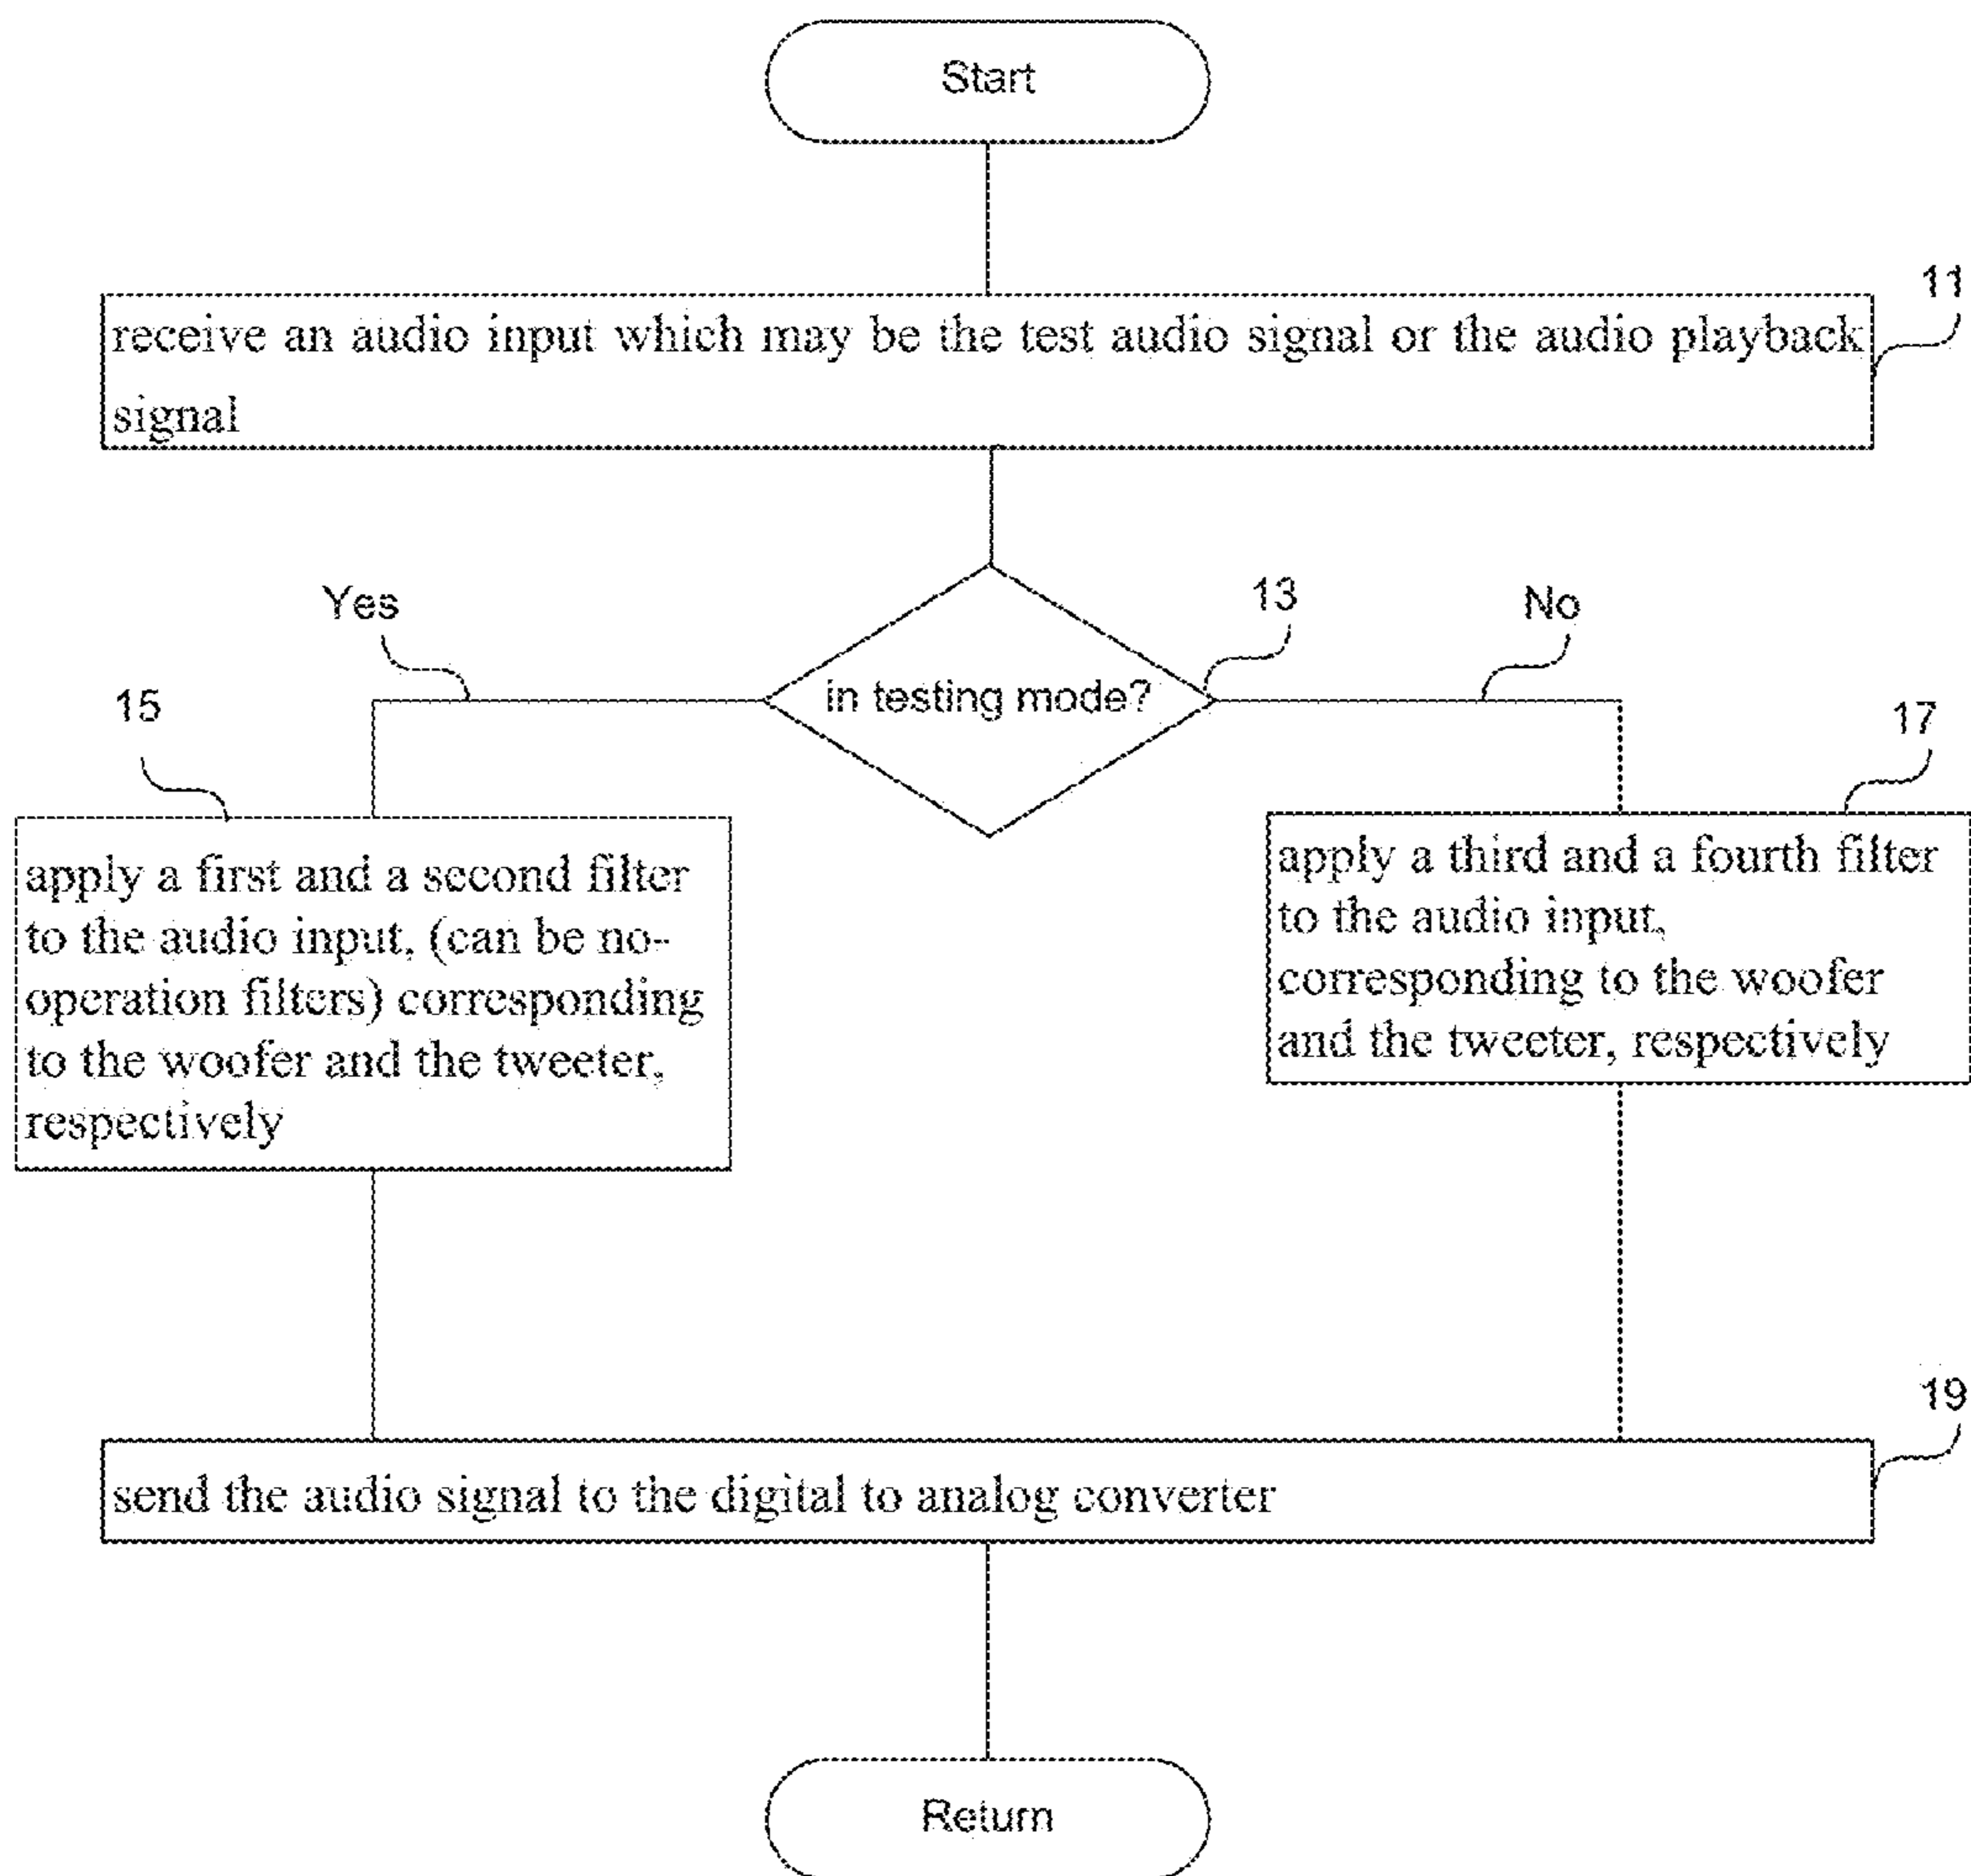 Start
11
receive an audio input which may be the test audio signal or the audio playback
signal
Yes
13
No
in testing mode?
15
17
apply a first and a second filter
to the audio input, (can be no-
operation filters) corresponding
to the woofer and the tweeter,
respectively
apply a third and a fourth filter
to the audio input,
corresponding to the woofer
and the tweeter, respectively
19
send the audio signal to the digital to analog converter
Return